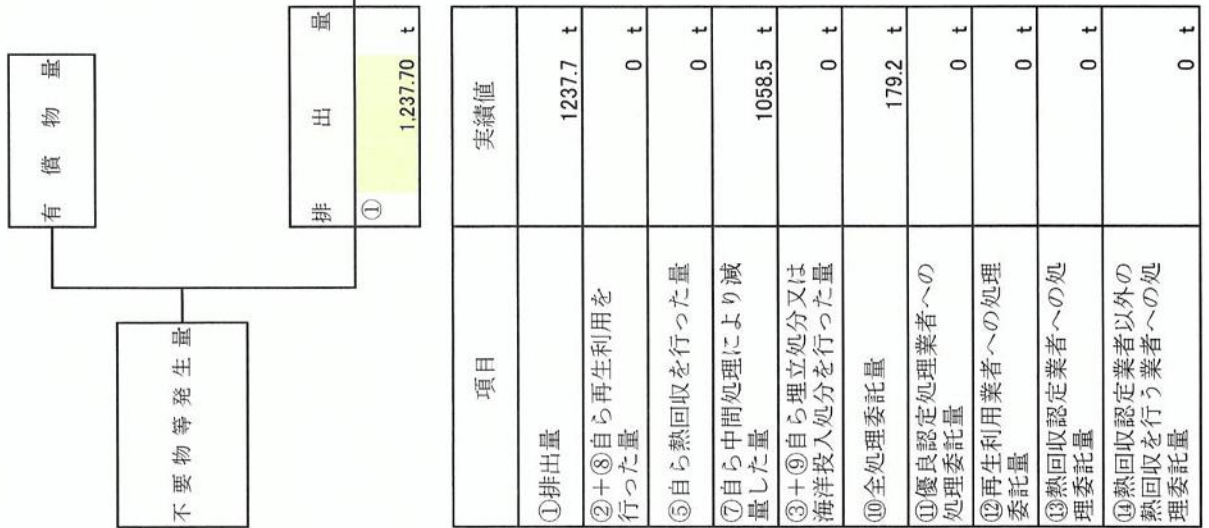 不要物等発生量
有償物量
排出量
① 1,237.70 t
項目 実績値
①排出量 1237.7 t
②+⑧自ら再生利用を
行った量 0 t
⑤自ら熱回収を行った量 0 t
⑦自ら中間処理により減
量した量 1058.5 t
③+⑨自ら埋立処分又は
海洋投入処分を行った量 0 t
⑩全処理委託量 179.2 t
⑪優良認定処理業者への
処理委託量 0 t
⑫再生利用業者への処理
委託量 0 t
⑬熱回収認定業者への処
理委託量 0 t
⑭熱回収認定業者以外の
熱回収を行う業者への処
理委託量 0 t